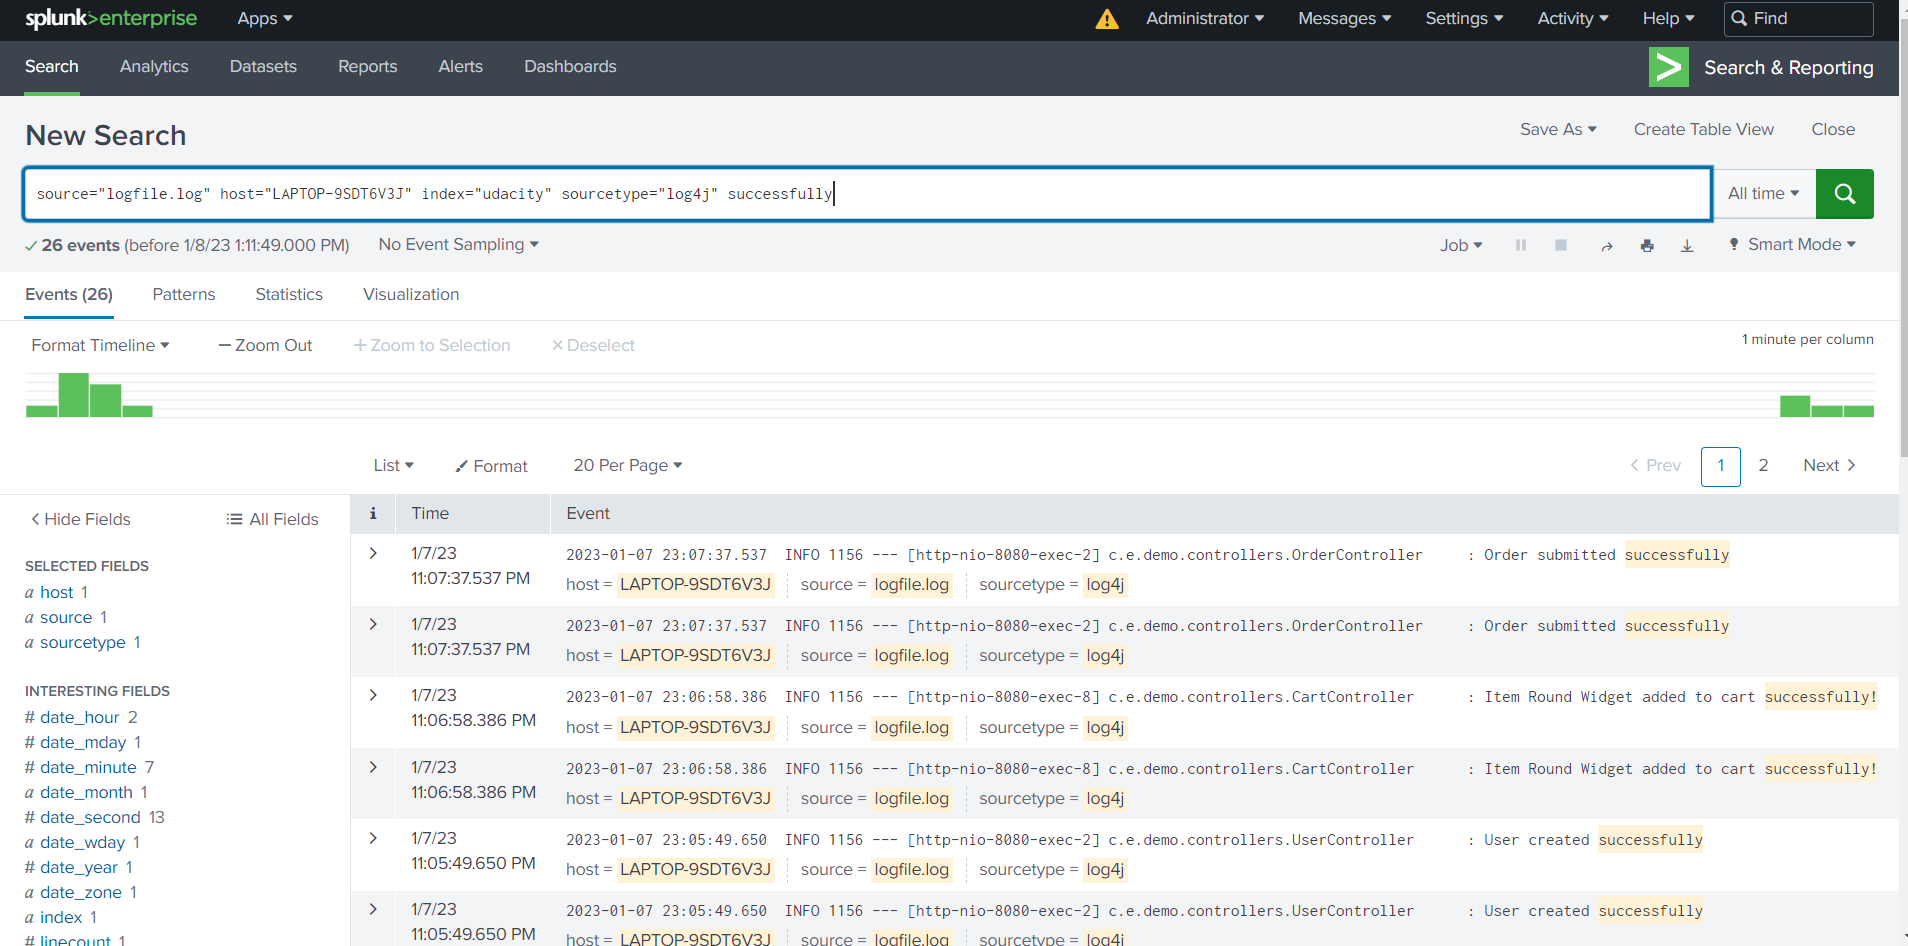 splunk>enterprise Apps Administrator Messages Settings Activity Help Find
Search Analytics Datasets Reports Alerts Dashboards Search & Reporting
New Search Save As Create Table View Close
source="logfile.log" host="LAPTOP-9SDT6V3J" index="udacity" sourcetype="log4j" successfully All time
26 events (before 1/8/23 1:11:49.000 PM) No Event Sampling Job Smart Mode
Events (26) Patterns Statistics Visualization
Format Timeline — Zoom Out + Zoom to Selection × Deselect 1 minute per column
List Format 20 Per Page < Prev 1 2 Next >
< Hide Fields All Fields
SELECTED FIELDS
a host 1
a source 1
a sourcetype 1
INTERESTING FIELDS
# date_hour 2
# date_mday 1
# date_minute 7
a date_month 1
# date_second 13
a date_wday 1
# date_year 1
a date_zone 1
a index 1
# linecount 1
i Time Event
> 1/7/23 2023-01-07 23:07:37.537 INFO 1156 --- [http-nio-8080-exec-2] c.e.demo.controllers.OrderController : Order submitted successfully
11:07:37.537 PM host = LAPTOP-9SDT6V3J source = logfile.log sourcetype = log4j
> 1/7/23 2023-01-07 23:07:37.537 INFO 1156 --- [http-nio-8080-exec-2] c.e.demo.controllers.OrderController : Order submitted successfully
11:07:37.537 PM host = LAPTOP-9SDT6V3J source = logfile.log sourcetype = log4j
> 1/7/23 2023-01-07 23:06:58.386 INFO 1156 --- [http-nio-8080-exec-8] c.e.demo.controllers.CartController : Item Round Widget added to cart successfully!
11:06:58.386 PM host = LAPTOP-9SDT6V3J source = logfile.log sourcetype = log4j
> 1/7/23 2023-01-07 23:06:58.386 INFO 1156 --- [http-nio-8080-exec-8] c.e.demo.controllers.CartController : Item Round Widget added to cart successfully!
11:06:58.386 PM host = LAPTOP-9SDT6V3J source = logfile.log sourcetype = log4j
> 1/7/23 2023-01-07 23:05:49.650 INFO 1156 --- [http-nio-8080-exec-2] c.e.demo.controllers.UserController : User created successfully
11:05:49.650 PM host = LAPTOP-9SDT6V3J source = logfile.log sourcetype = log4j
> 1/7/23 2023-01-07 23:05:49.650 INFO 1156 --- [http-nio-8080-exec-2] c.e.demo.controllers.UserController : User created successfully
11:05:49.650 PM host = LAPTOP-9SDT6V3J source = logfile.log sourcetype = log4j